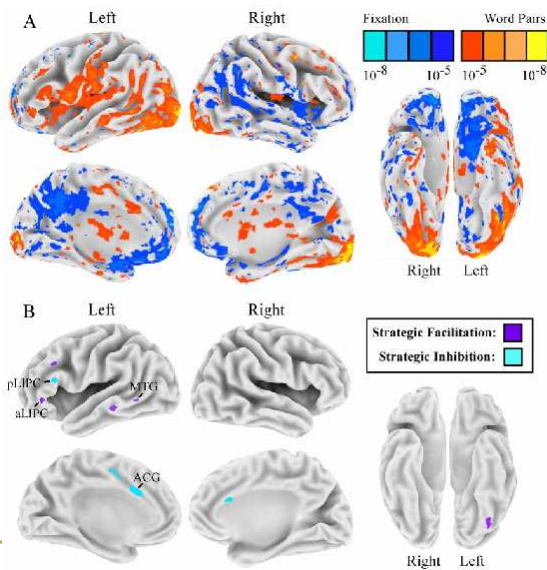 A
Left
Right
Fixation
Word Pairs
10-8
10-5
10-5
10-8
Right
Left
B
Left
Right
Strategic Facilitation:
Strategic Inhibition:
pLIPC
aLIPC
MTG
ACG
Right
Left